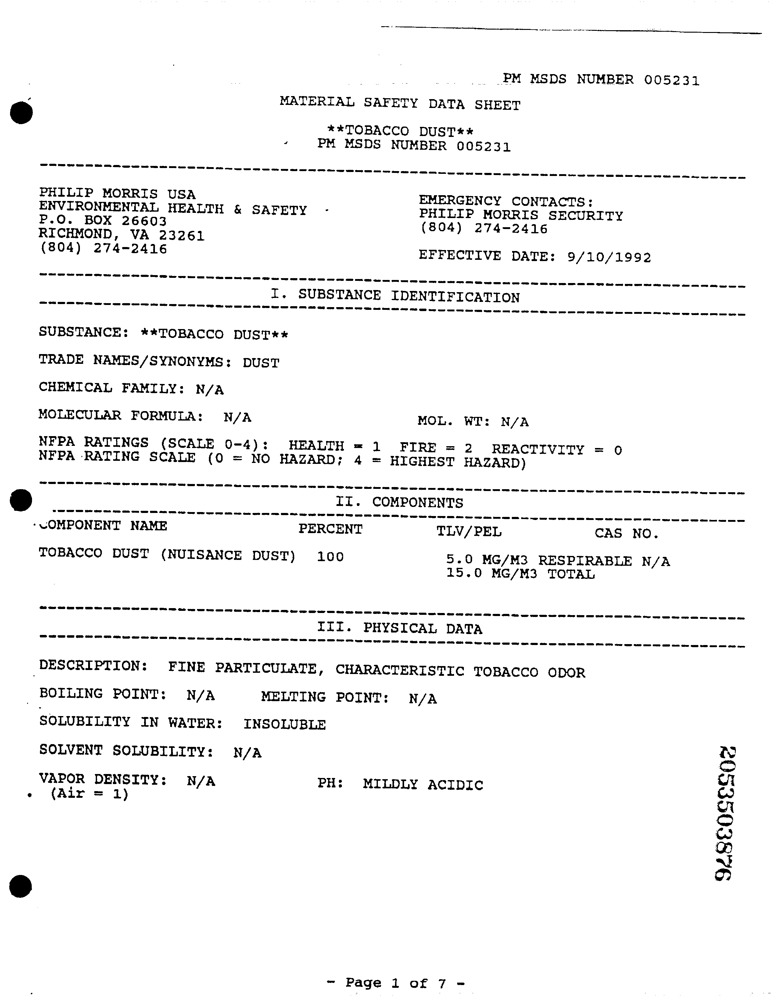 PM MSDS NUMBER 005231
MATERIAL SAFETY DATA SHEET
**TOBACCO DUST**
PM MSDS NUMBER 005231
PHILIP MORRIS USA
ENVIRONMENTAL HEALTH & SAFETY
P.O. BOX 26603
RICHMOND, VA 23261
(804) 274-2416
EMERGENCY CONTACTS:
PHILIP MORRIS SECURITY
(804) 274-2416
EFFECTIVE DATE: 9/10/1992
I. SUBSTANCE IDENTIFICATION
SUBSTANCE: **TOBACCO DUST**
TRADE NAMES/SYNONYMS: DUST
CHEMICAL FAMILY: N/A
MOLECULAR FORMULA: N/A MOL. WT: N/A
NFPA RATINGS (SCALE 0-4): HEALTH = 1 FIRE = 2 REACTIVITY = 0
NFPA RATING SCALE (0 = NO HAZARD; 4 = HIGHEST HAZARD)
II. COMPONENTS
COMPONENT NAME PERCENT TLV/PEL CAS NO.
TOBACCO DUST (NUISANCE DUST) 100 5.0 MG/M3 RESPIRABLE N/A
15.0 MG/M3 TOTAL
III. PHYSICAL DATA
DESCRIPTION: FINE PARTICULATE, CHARACTERISTIC TOBACCO ODOR
BOILING POINT: N/A MELTING POINT: N/A
SOLUBILITY IN WATER: INSOLUBLE
SOLVENT SOLUBILITY: N/A
VAPOR DENSITY: N/A PH: MILDLY ACIDIC
(Air = 1)
2053503876
- Page 1 of 7 -